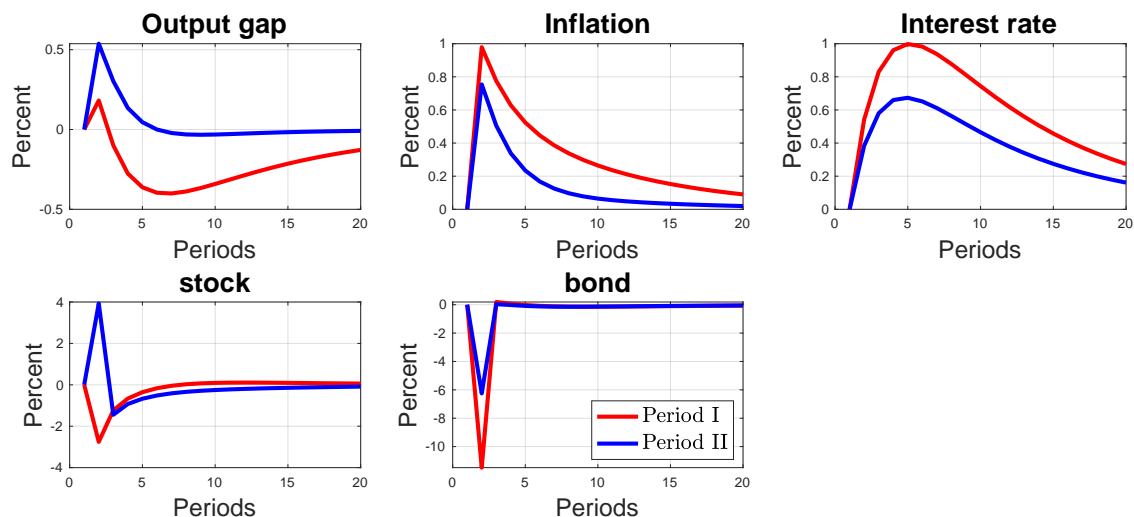 Output gap
Percent
0.5
0
-0.5
0 5 10 15 20
Periods
Inflation
Percent
1
0.8
0.6
0.4
0.2
0
0 5 10 15 20
Periods
Interest rate
Percent
1
0.8
0.6
0.4
0.2
0
0 5 10 15 20
Periods
stock
Percent
4
2
0
-2
-4
0 5 10 15 20
Periods
bond
Percent
0
-2
-4
-6
-8
-10
Period I
Period II
0 5 10 15 20
Periods